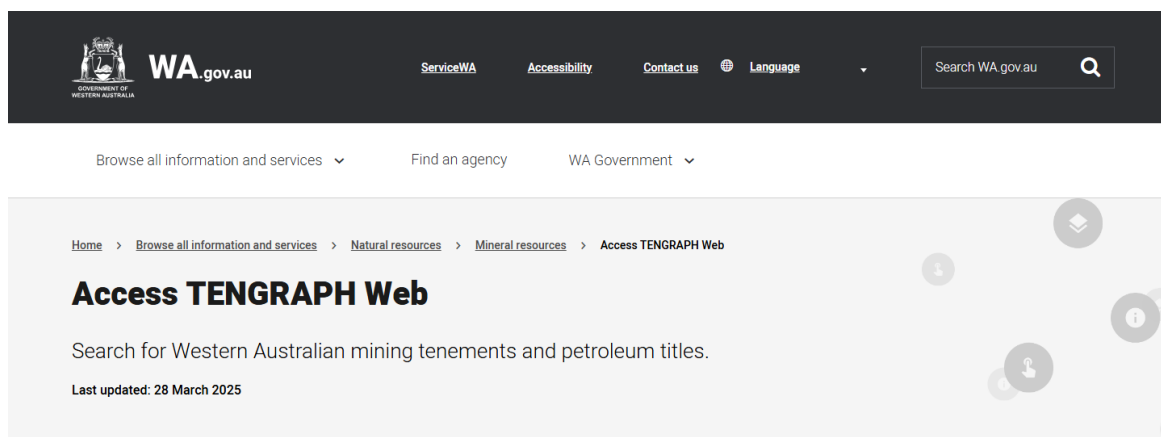 GOVERNMENT OF
WESTERN AUSTRALIA
WA.gov.au
ServiceWA Accessibility Contact us Language Search WA.gov.au
Browse all information and services Find an agency WA Government
Home > Browse all information and services > Natural resources > Mineral resources > Access TENGRAPH Web
Access TENGRAPH Web
Search for Western Australian mining tenements and petroleum titles.
Last updated: 28 March 2025